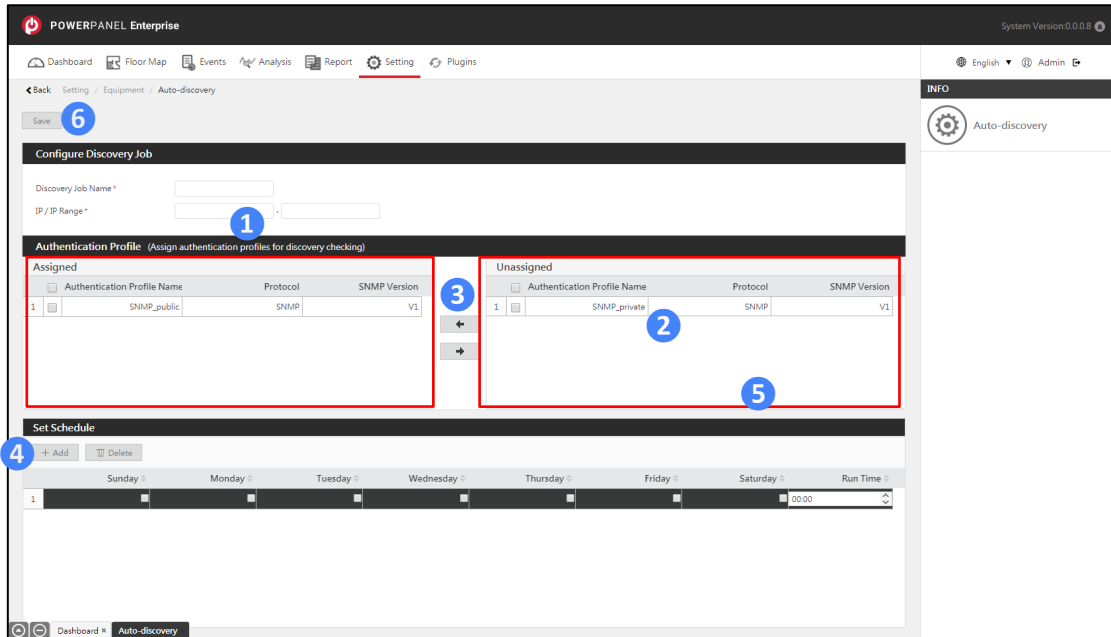 POWERPANEL Enterprise
System Version:0.0.0.8
Dashboard Floor Map Events Analysis Report Setting Plugins
English ▼ Admin
Back Setting / Equipment / Auto-discovery
INFO
Save 6
Auto-discovery
Configure Discovery Job
Discovery Job Name*
IP / IP Range* -
1
Authentication Profile (Assign authentication profiles for discovery checking)
Assigned
Authentication Profile Name Protocol SNMP Version
1 SNMP_public SNMP V1
3
Unassigned
Authentication Profile Name Protocol SNMP Version
1 SNMP_private SNMP V1
2
5
Set Schedule
4 + Add Delete
Sunday Monday Tuesday Wednesday Thursday Friday Saturday Run Time
1 00:00
Dashboard × Auto-discovery